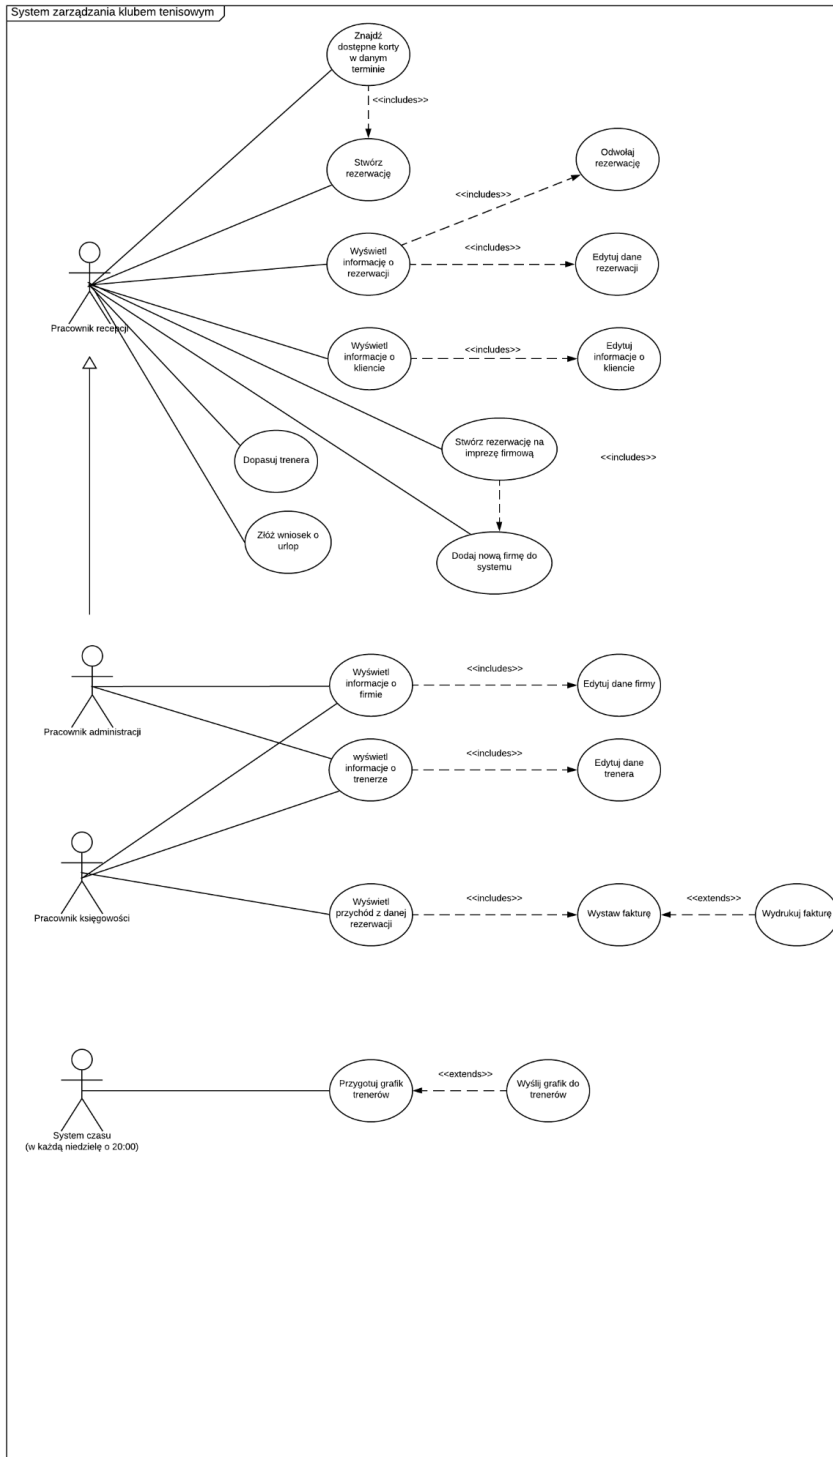 System zarządzania klubem tenisowym
Znajdź
dostępne korty
w danym
terminie
<<includes>>
Stwórz
rezerwację
Odwołaj
rezerwację
<<includes>>
Wyświetl
informację o
rezerwacji
<<includes>>
Edytuj dane
rezerwacji
Pracownik recepcji
Wyświetl
informacje o
kliencie
<<includes>>
Edytuj
informacje o
kliencie
Stwórz rezerwację na
imprezę firmową
<<includes>>
Dopasuj trenera
Złóż wniosek o
urlop
Dodaj nową firmę do
systemu
Wyświetl
informacje o
firmie
<<includes>>
Edytuj dane firmy
Pracownik administracji
wyświetl
informacje o
trenerze
<<includes>>
Edytuj dane
trenera
Pracownik księgowości
Wyświetl
przychód z danej
rezerwacji
<<includes>>
Wystaw fakturę
<<extends>>
Wydrukuj fakturę
Przygotuj grafik
trenerów
<<extends>>
Wyślij grafik do
trenerów
System czasu
(w każdą niedzielę o 20:00)